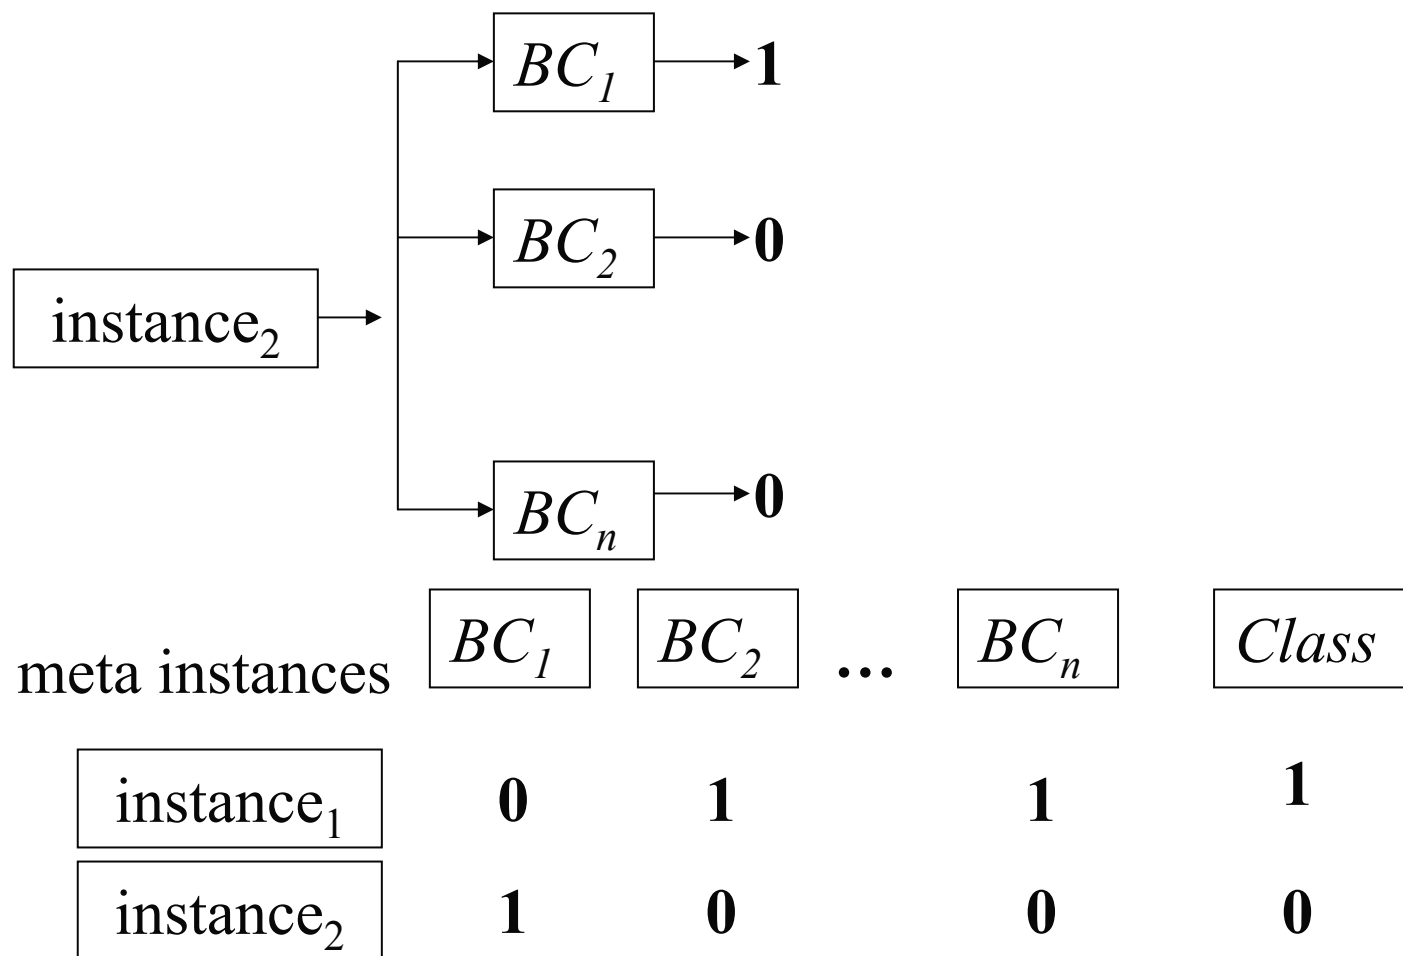 BC1 1
BC2 0
instance2
BCn 0
meta instances BC1 BC2 ... BCn Class
instance1 0 1 1 1
instance2 1 0 0 0